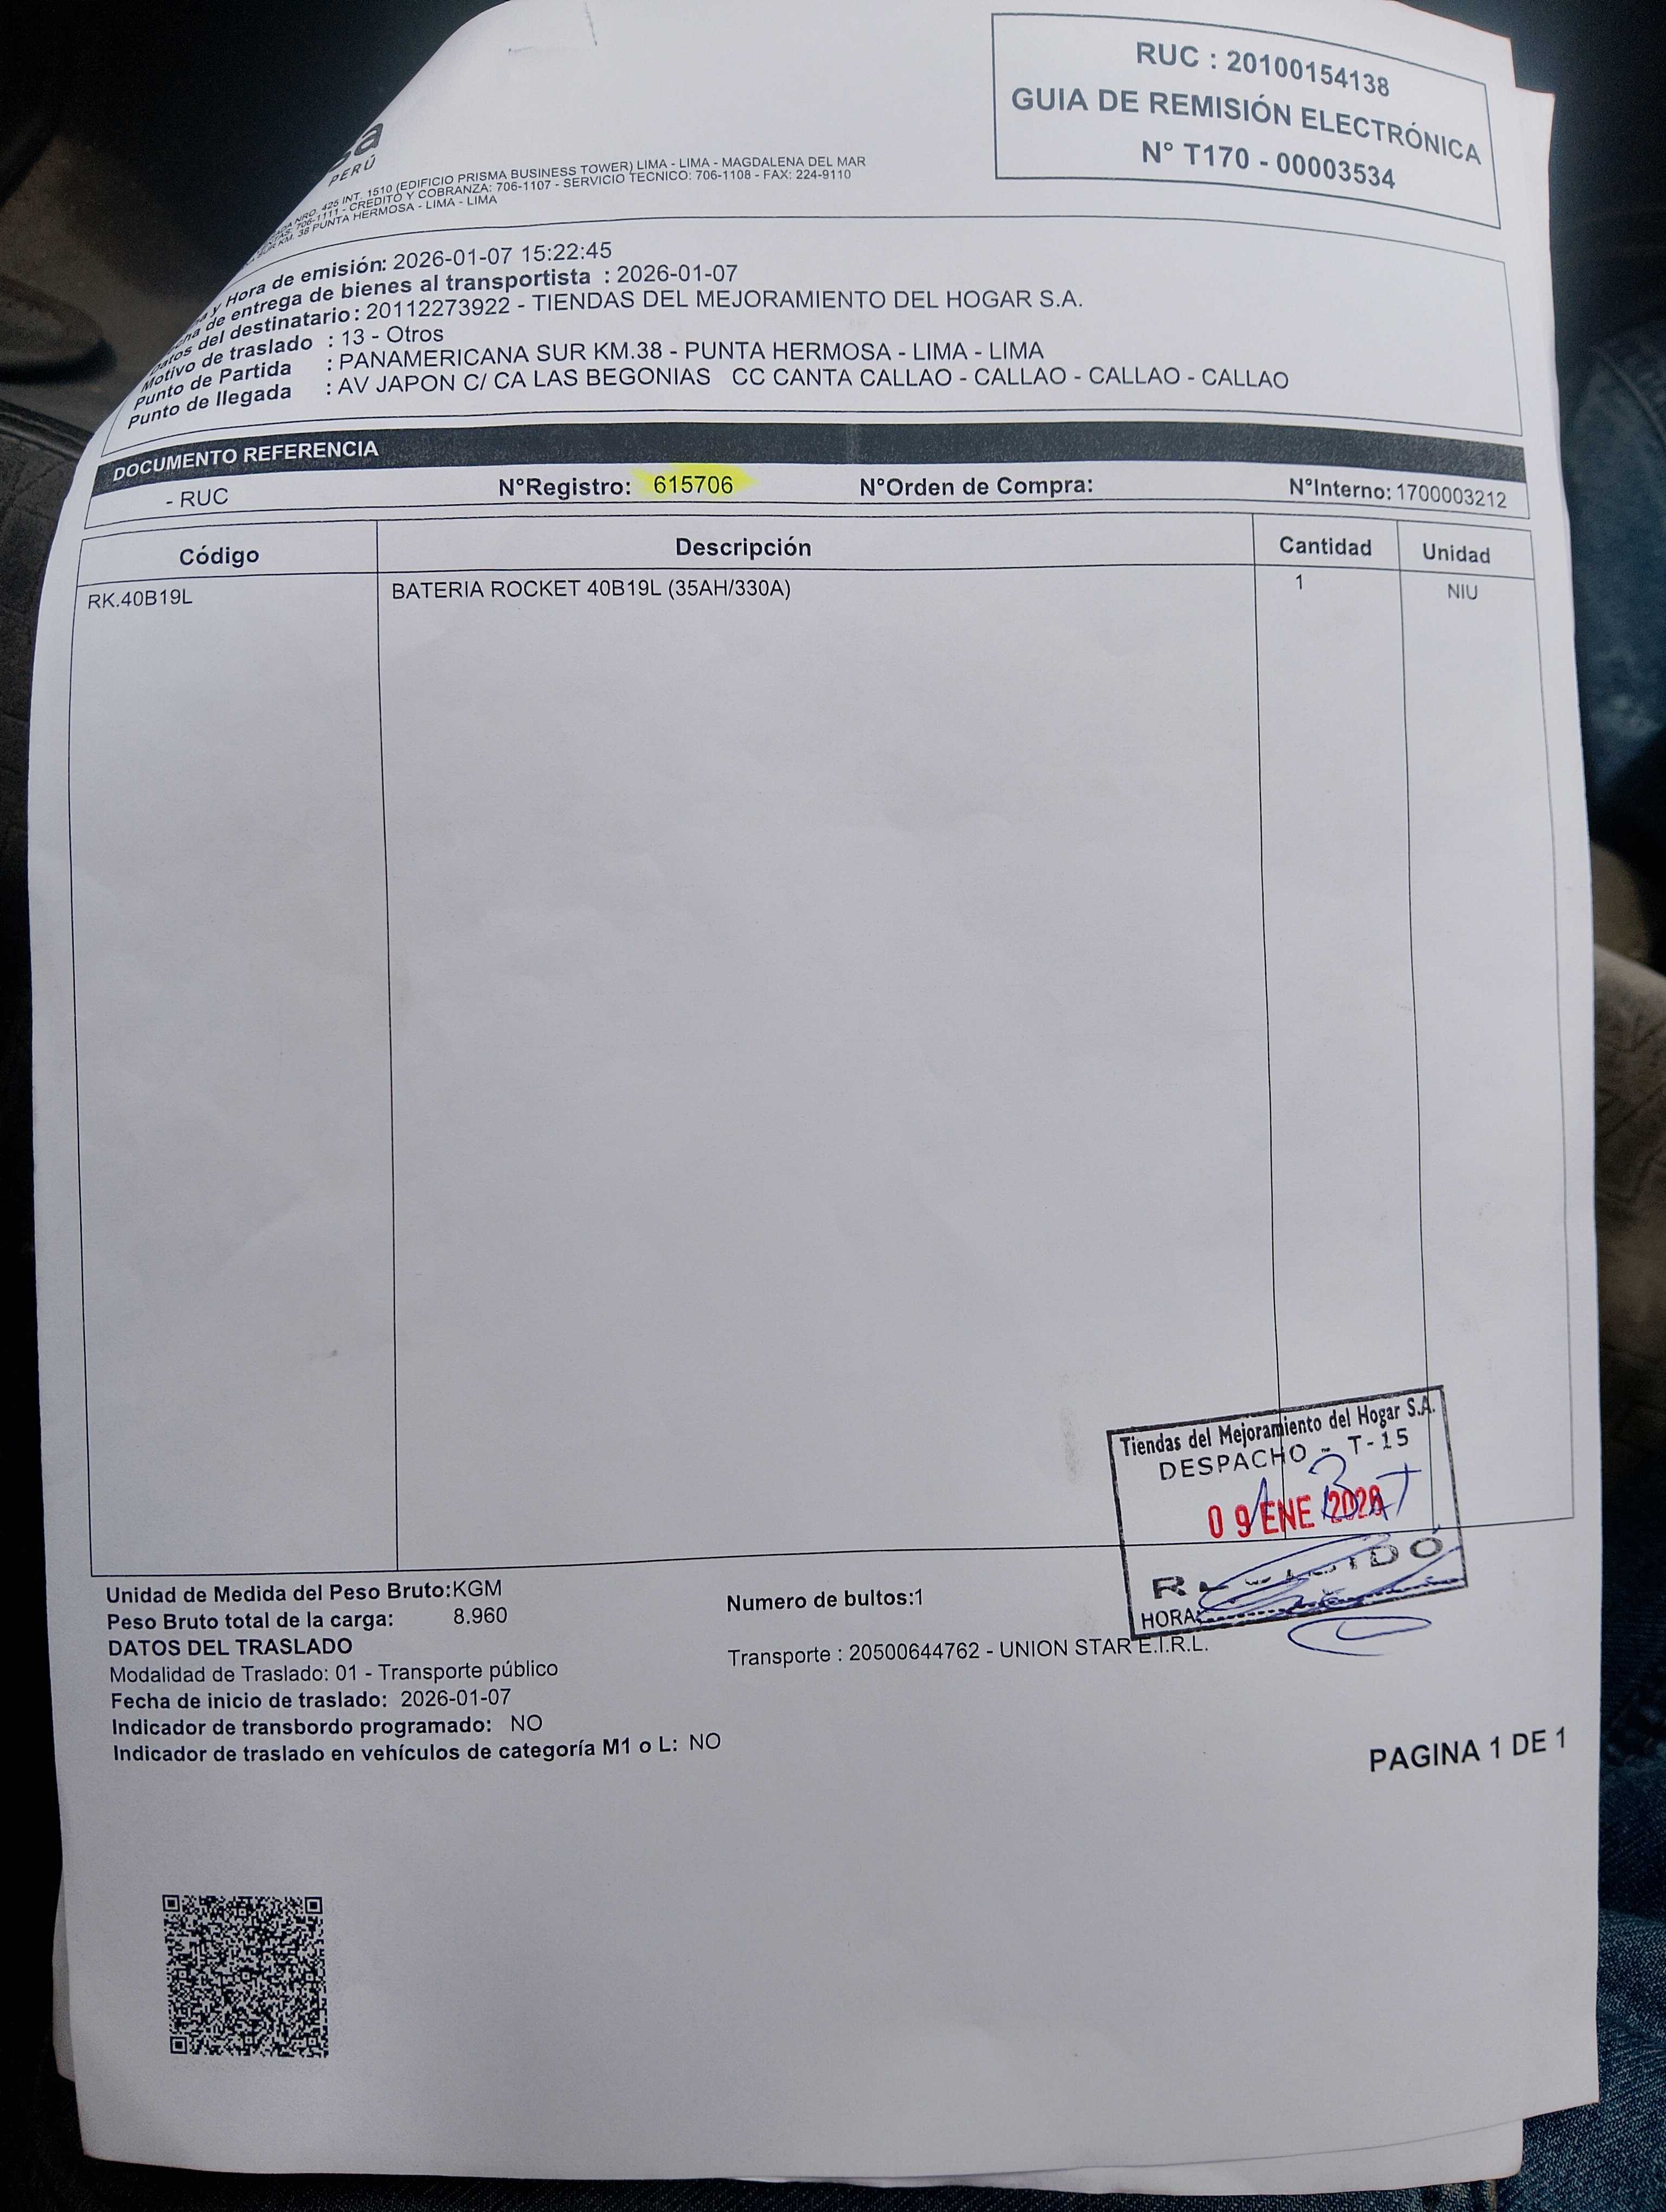 RUC : 20100154138
GUIA DE REMISIÓN ELECTRÓNICA
N° T170 - 00003534
PERÚ
NRO. 425 INT. 1510 (EDIFICIO PRISMA BUSINESS TOWER) LIMA - LIMA - MAGDALENA DEL MAR
706-1111 - CREDITO Y COBRANZA: 706-1107 - SERVICIO TECNICO: 706-1108 - FAX: 224-9110
SUR KM. 38 PUNTA HERMOSA - LIMA - LIMA
y Hora de emisión: 2026-01-07 15:22:45
de entrega de bienes al transportista : 2026-01-07
del destinatario: 20112273922 - TIENDAS DEL MEJORAMIENTO DEL HOGAR S.A.
Motivo de traslado : 13 - Otros
Punto de Partida : PANAMERICANA SUR KM.38 - PUNTA HERMOSA - LIMA - LIMA
Punto de llegada : AV JAPON C/ CA LAS BEGONIAS CC CANTA CALLAO - CALLAO - CALLAO - CALLAO
DOCUMENTO REFERENCIA
- RUC N°Registro: 615706 N°Orden de Compra: N°Interno: 1700003212
Código Descripción Cantidad Unidad
RK.40B19L BATERIA ROCKET 40B19L (35AH/330A) 1 NIU
Tiendas del Mejoramiento del Hogar S.A.
DESPACHO - T-15
09 ENE 2026
HORA:
Unidad de Medida del Peso Bruto:KGM
Peso Bruto total de la carga: 8.960
Numero de bultos:1
DATOS DEL TRASLADO
Modalidad de Traslado: 01 - Transporte público
Transporte : 20500644762 - UNION STAR E.I.R.L.
Fecha de inicio de traslado: 2026-01-07
Indicador de transbordo programado: NO
Indicador de traslado en vehículos de categoría M1 o L: NO
PAGINA 1 DE 1